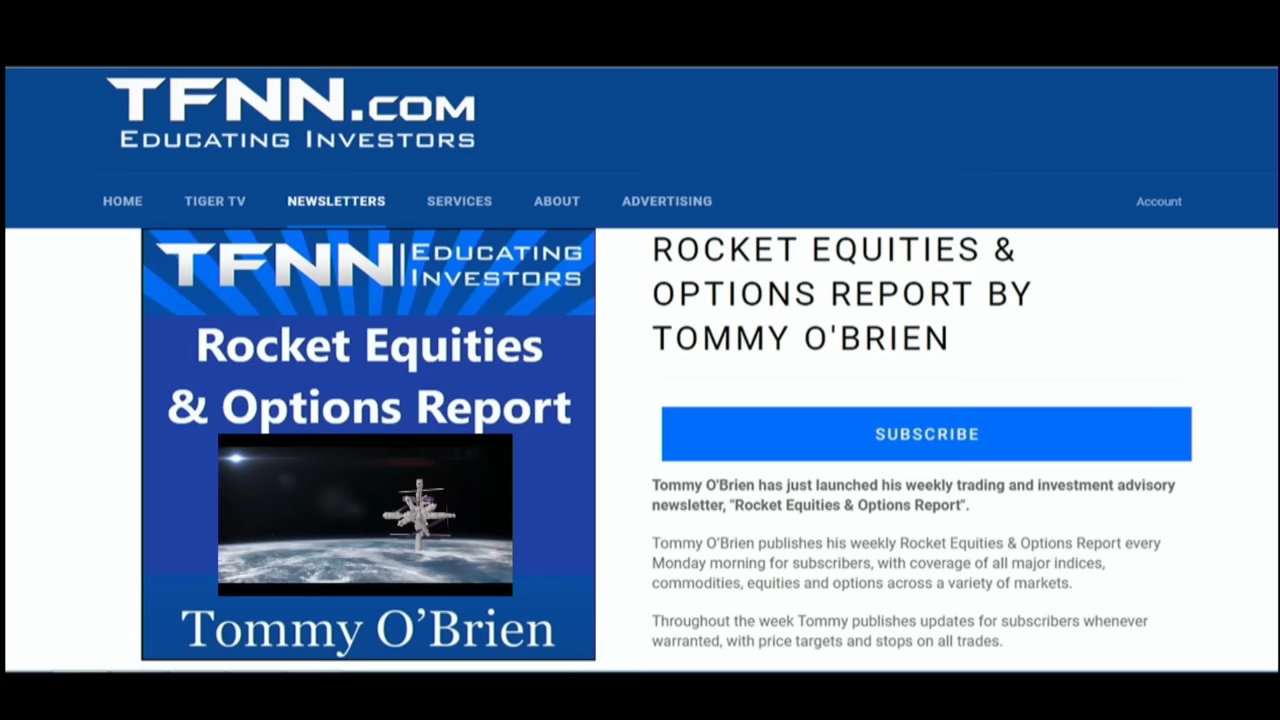 TFNN.COM
EDUCATING INVESTORS
HOME TIGER TV NEWSLETTERS SERVICES ABOUT ADVERTISING Account
TFNN | EDUCATING
INVESTORS
Rocket Equities
& Options Report
Tommy O’Brien
ROCKET EQUITIES &
OPTIONS REPORT BY
TOMMY O'BRIEN
SUBSCRIBE
Tommy O'Brien has just launched his weekly trading and investment advisory
newsletter, "Rocket Equities & Options Report".
Tommy O'Brien publishes his weekly Rocket Equities & Options Report every
Monday morning for subscribers, with coverage of all major indices,
commodities, equities and options across a variety of markets.
Throughout the week Tommy publishes updates for subscribers whenever
warranted, with price targets and stops on all trades.